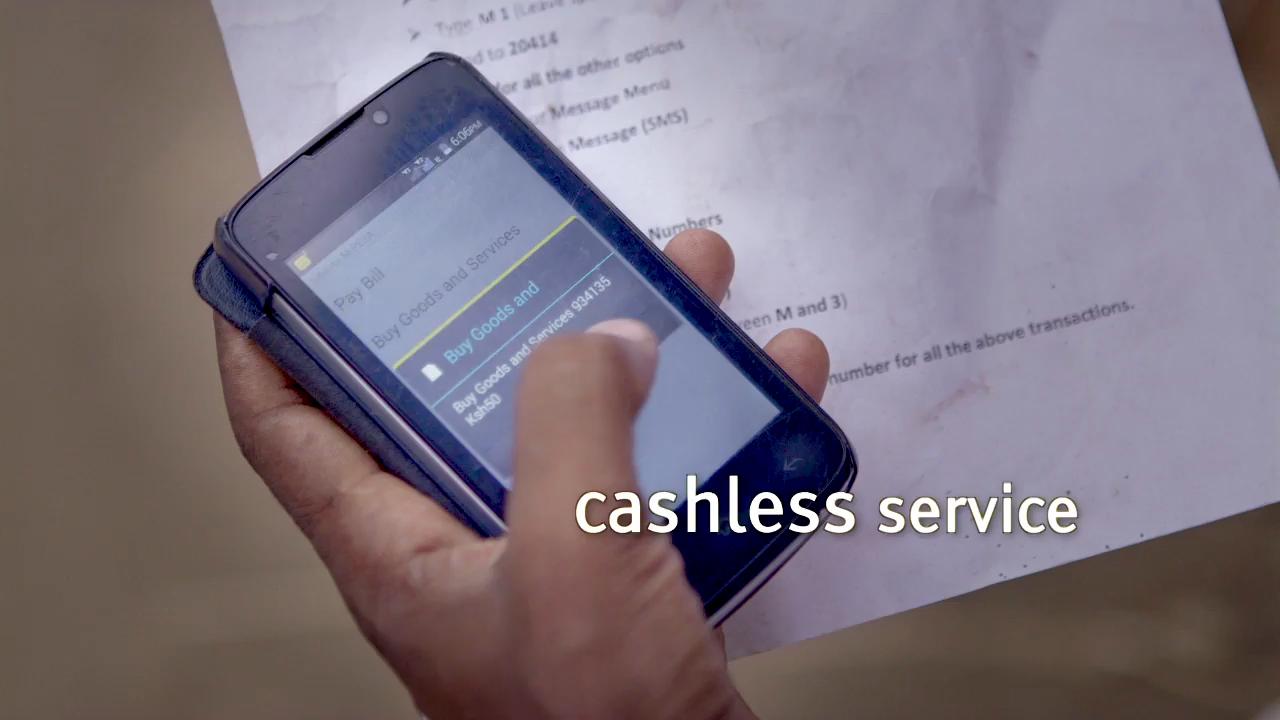 Type M 1 (Leave
to 20414
for all the other options
Message Menu
Message (SMS)
Numbers
M and 3)
number for all the above transactions.
6:06PM
Pay Bill
Buy Goods and Services
Buy Goods and
Buy Goods and Services 934135
Ksh50
cashless service